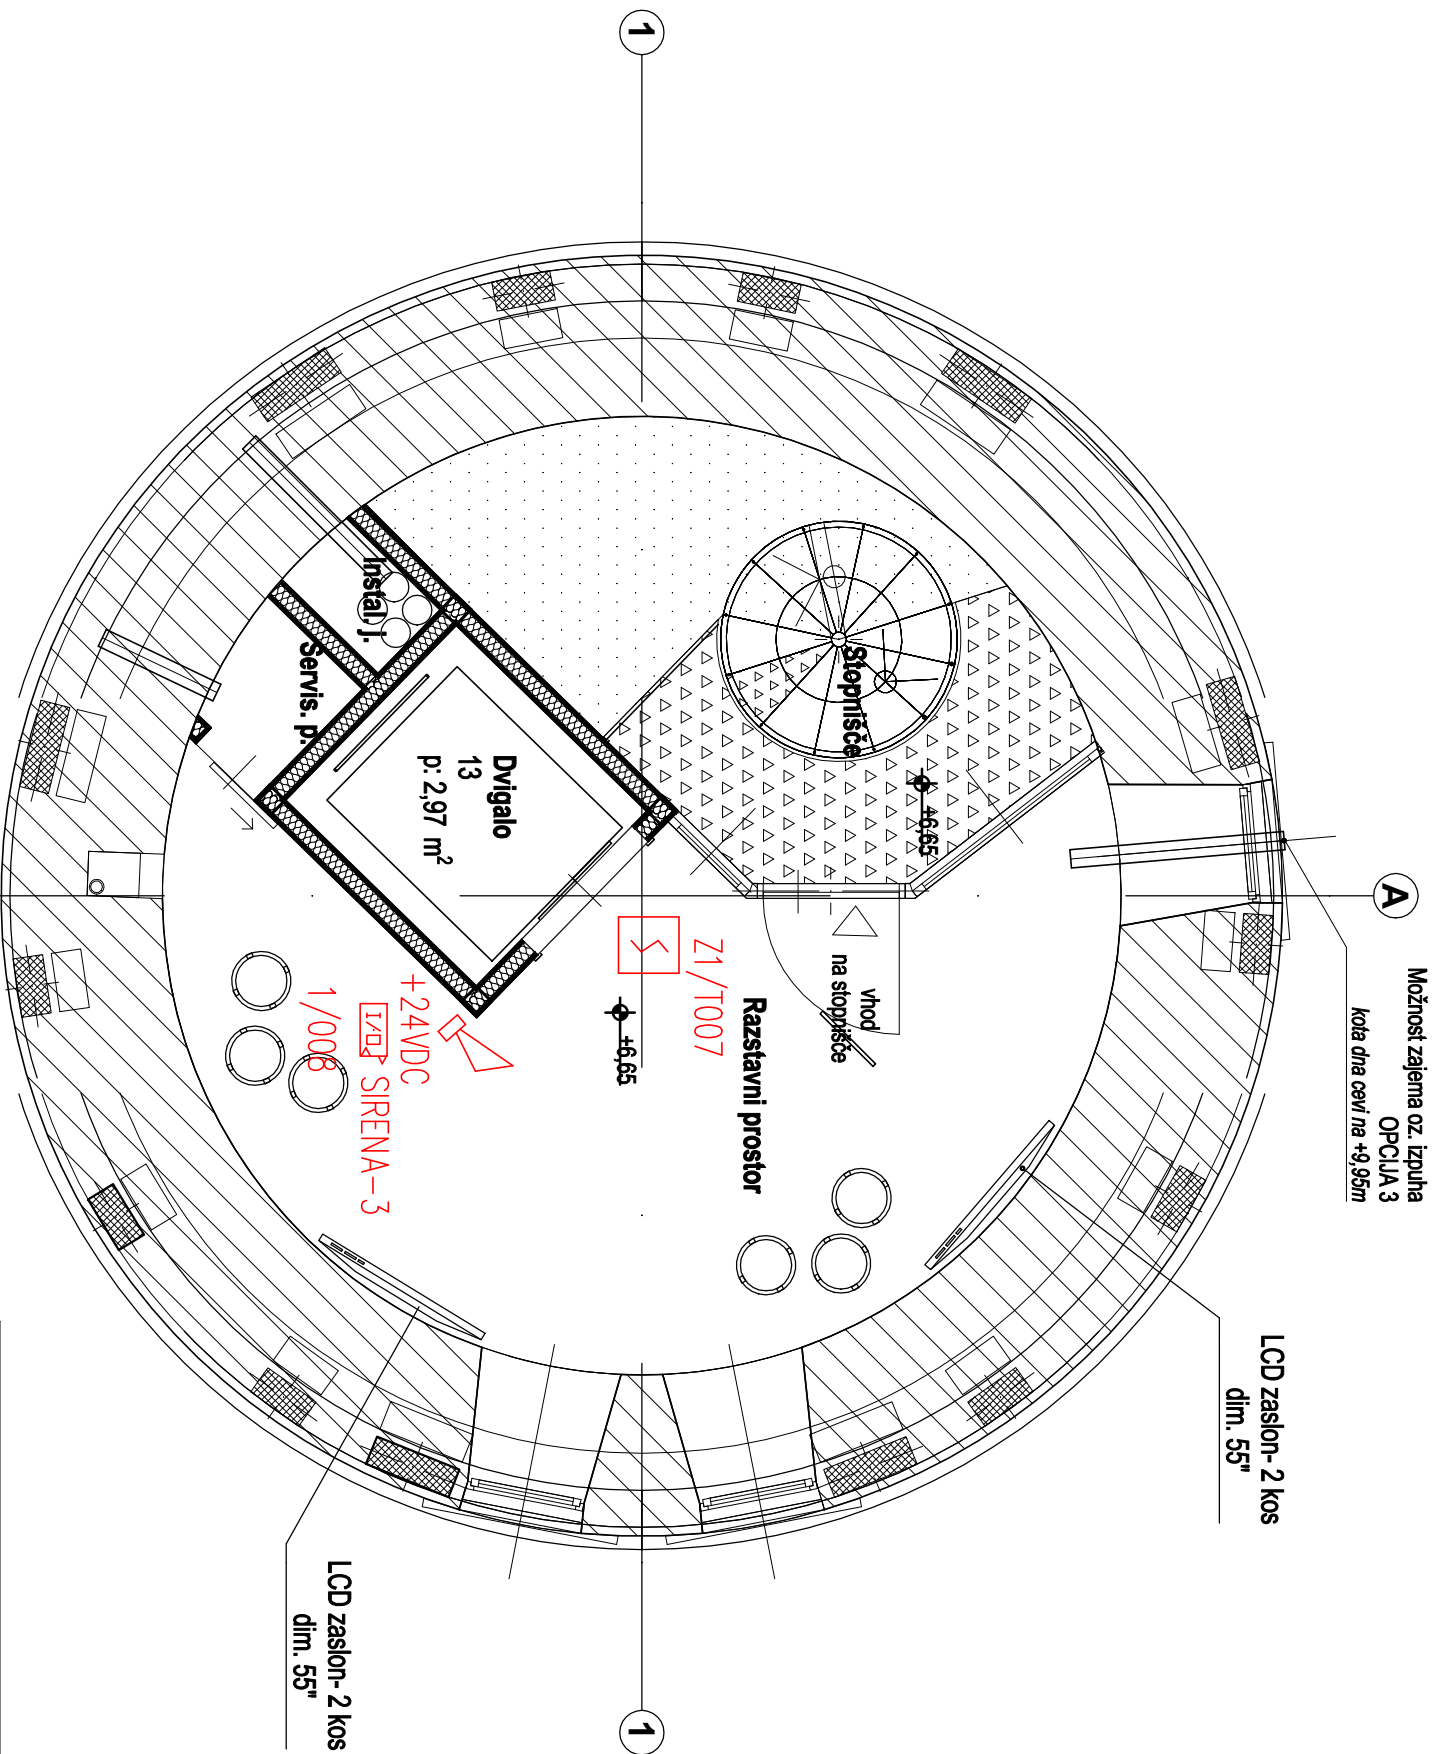 1
A
Možnost zajema oz. izpuha
OPCIJA 3
kota dna cevi na +9,95m
Instal. j.
Servis. p.
Stopnišče
+6,65
Dvigalo
13
p: 2,97 m²
vhod
na stopnišče
Z1/T007
Razstavni prostor
+6,65
+24VDC
I/O SIRENA-3
1/008
LCD zaslon- 2 kos
dim. 55"
LCD zaslon- 2 kos
dim. 55"
1